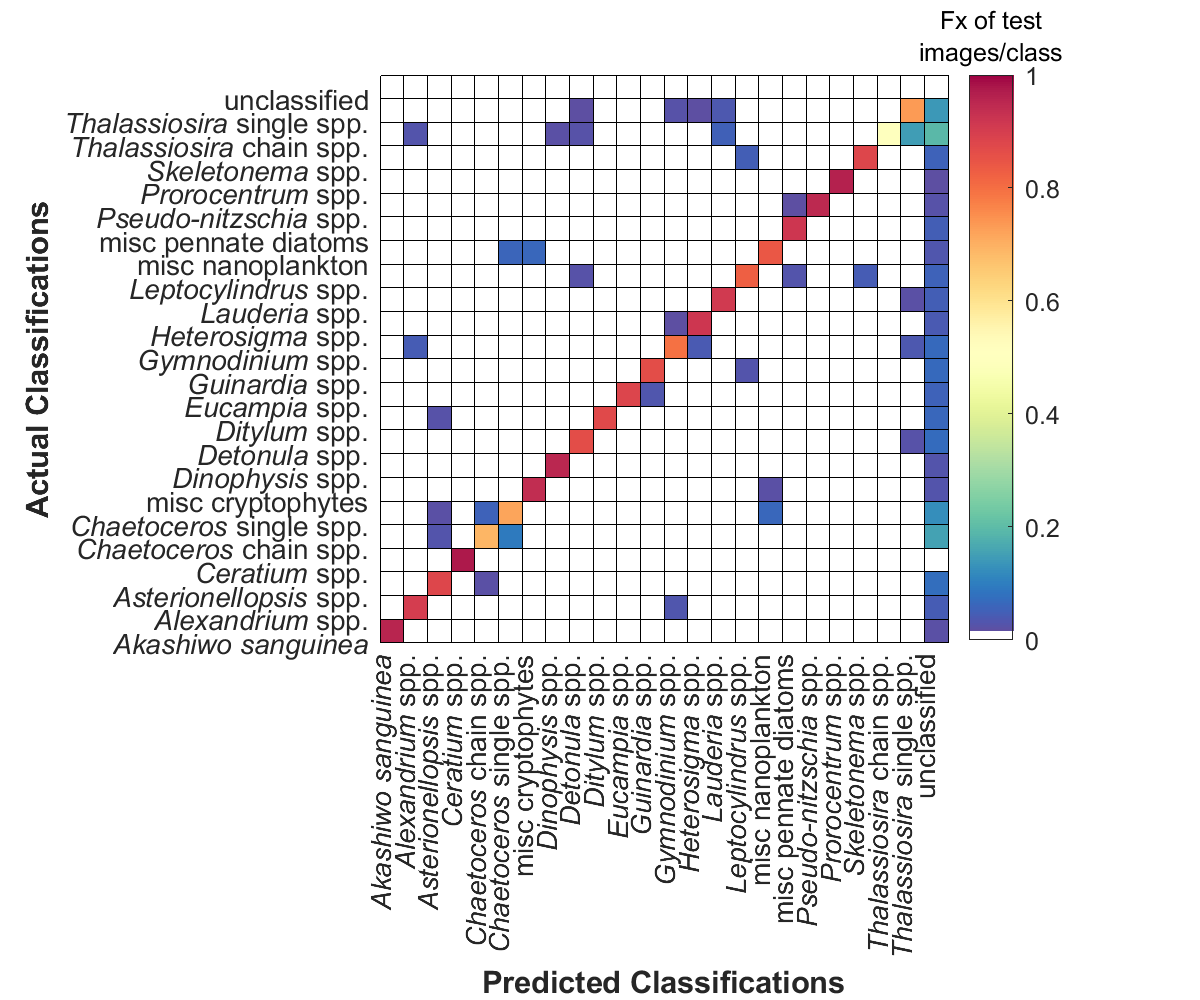 Fx of test
images/class
1
0.8
0.6
0.4
0.2
0
Actual Classifications
unclassified
Thalassiosira single spp.
Thalassiosira chain spp.
Skeletonema spp.
Prorocentrum spp.
Pseudo-nitzschia spp.
misc pennate diatoms
misc nanoplankton
Leptocylindrus spp.
Lauderia spp.
Heterosigma spp.
Gymnodinium spp.
Guinardia spp.
Eucampia spp.
Ditylum spp.
Detonula spp.
Dinophysis spp.
misc cryptophytes
Chaetoceros single spp.
Chaetoceros chain spp.
Ceratium spp.
Asterionellopsis spp.
Alexandrium spp.
Akashiwo sanguinea
Akashiwo sanguinea
Alexandrium spp.
Asterionellopsis spp.
Ceratium spp.
Chaetoceros chain spp.
Chaetoceros single spp.
misc cryptophytes
Dinophysis spp.
Detonula spp.
Ditylum spp.
Eucampia spp.
Guinardia spp.
Gymnodinium spp.
Heterosigma spp.
Lauderia spp.
Leptocylindrus spp.
misc nanoplankton
misc pennate diatoms
Pseudo-nitzschia spp.
Prorocentrum spp.
Skeletonema spp.
Thalassiosira chain spp.
Thalassiosira single spp.
unclassified
Predicted Classifications